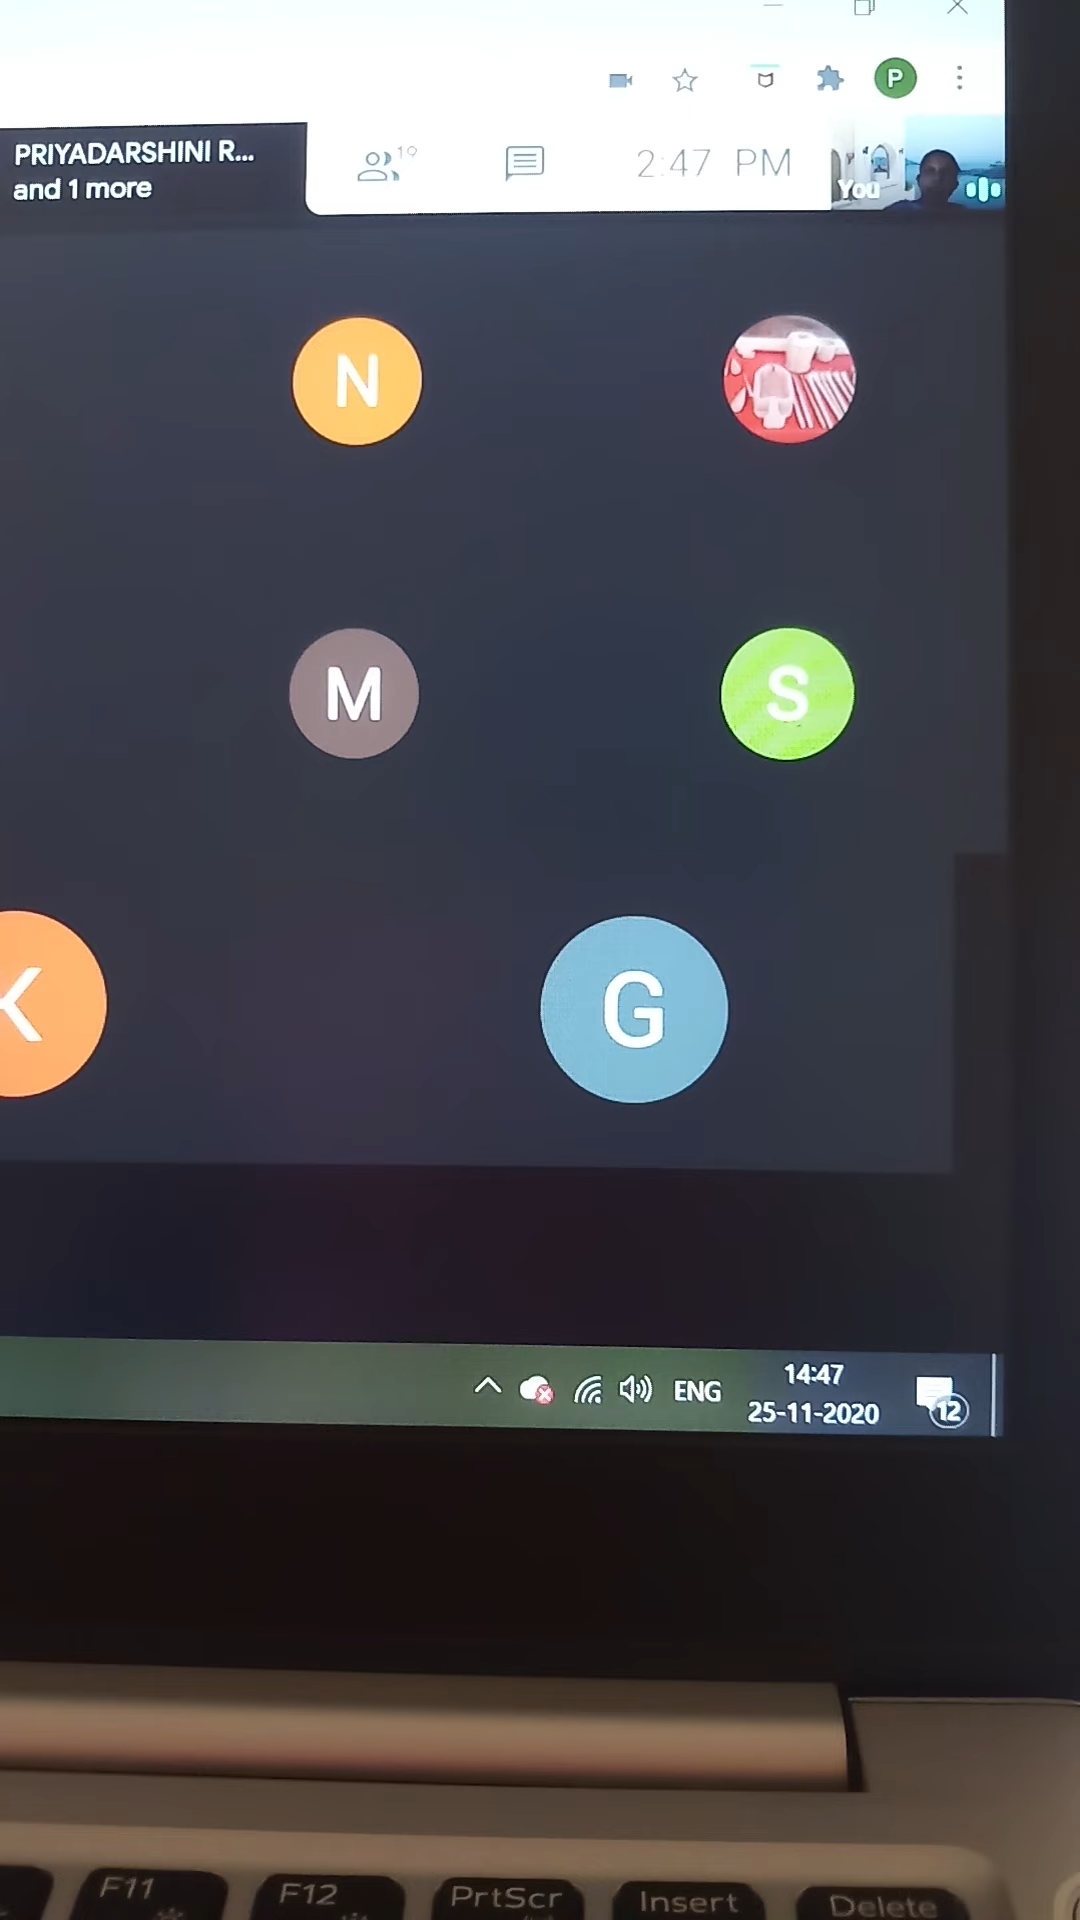 P
PRIYADARSHINI R...
and 1 more
19
2:47 PM
You
N
M
S
K
G
ENG
14:47
25-11-2020
12
F11
F12
PrtScr
Insert
Delete